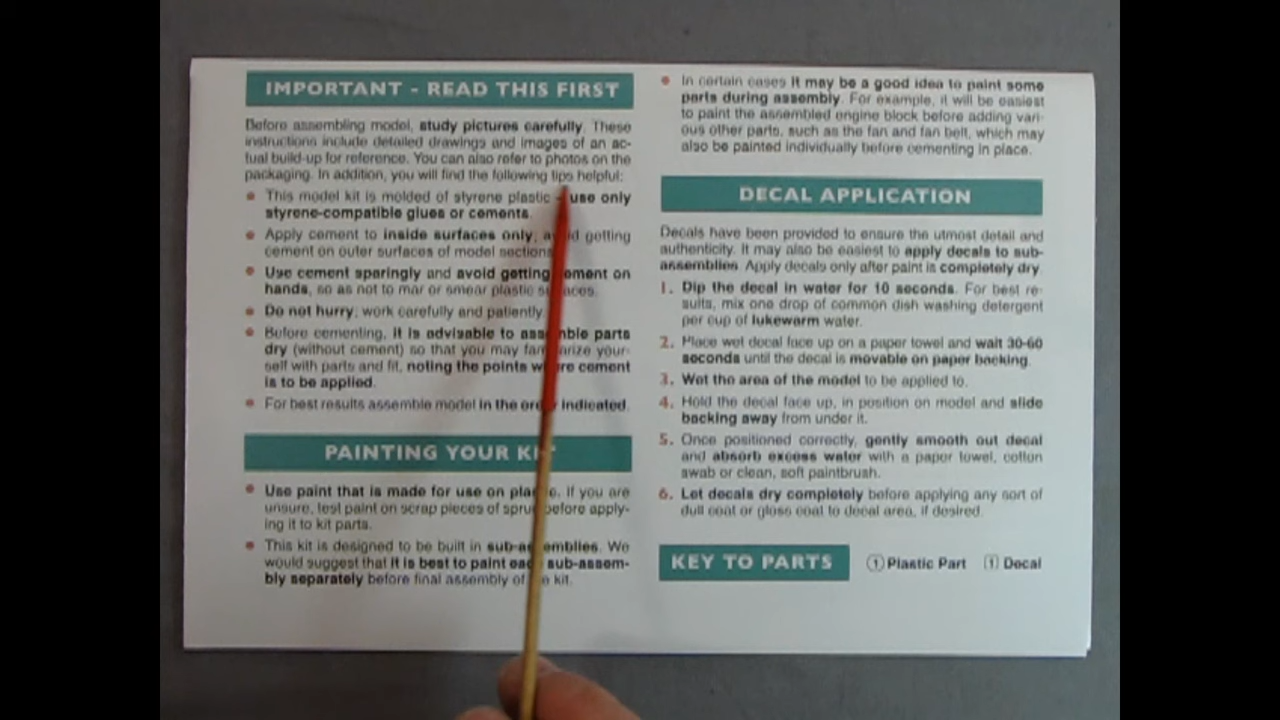 IMPORTANT - READ THIS FIRST
Before assembling model, study pictures carefully. These
instructions include detailed drawings and images of an ac-
tual build-up for reference. You can also refer to photos on the
packaging. In addition, you will find the following tips helpful:
• This model kit is molded of styrene plastic - use only
styrene-compatible glues or cements.
• Apply cement to inside surfaces only; avoid getting
cement on outer surfaces of model sections.
• Use cement sparingly and avoid getting cement on
hands, so as not to mar or smear plastic surfaces.
• Do not hurry; work carefully and patiently.
• Before cementing, it is advisable to assemble parts
dry (without cement) so that you may familiarize your-
self with parts and fit, noting the points where cement
is to be applied.
• For best results assemble model in the order indicated.
PAINTING YOUR KIT
• Use paint that is made for use on plastic. If you are
unsure, test paint on scrap pieces of sprue before apply-
ing it to kit parts.
• This kit is designed to be built in sub-assemblies. We
would suggest that it is best to paint each sub-assem-
bly separately before final assembly of the kit.
• In certain cases it may be a good idea to paint some
parts during assembly. For example, it will be easiest
to paint the assembled engine block before adding vari-
ous other parts, such as the fan and fan belt, which may
also be painted individually before cementing in place.
DECAL APPLICATION
Decals have been provided to ensure the utmost detail and
authenticity. It may also be easiest to apply decals to sub-
assemblies. Apply decals only after paint is completely dry.
1. Dip the decal in water for 10 seconds. For best re-
sults, mix one drop of common dish washing detergent
per cup of lukewarm water.
2. Place wet decal face up on a paper towel and wait 30-60
seconds until the decal is movable on paper backing.
3. Wet the area of the model to be applied to.
4. Hold the decal face up, in position on model and slide
backing away from under it.
5. Once positioned correctly, gently smooth out decal
and absorb excess water with a paper towel, cotton
swab or clean, soft paintbrush.
6. Let decals dry completely before applying any sort of
dull coat or gloss coat to decal area, if desired.
KEY TO PARTS 1 Plastic Part 1 Decal